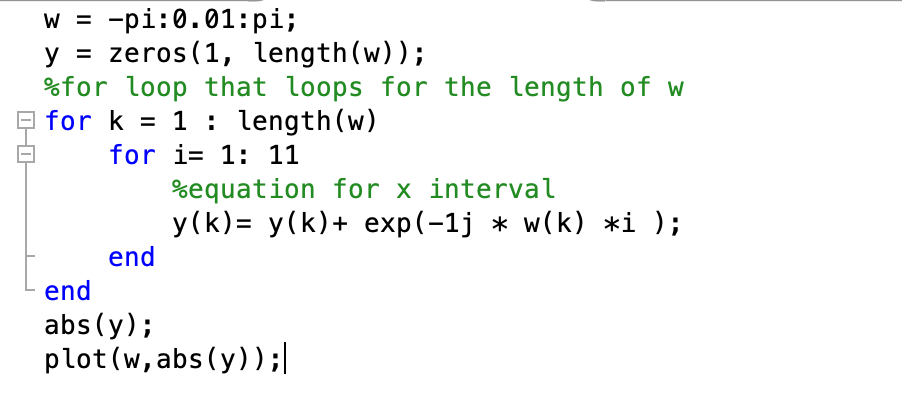 w = -pi:0.01:pi;
y = zeros(1, length(w));
%for loop that loops for the length of w
for k = 1 : length(w)
    for i= 1: 11
        %equation for x interval
        y(k)= y(k)+ exp(-1j * w(k) *i );
    end
end
abs(y);
plot(w,abs(y));